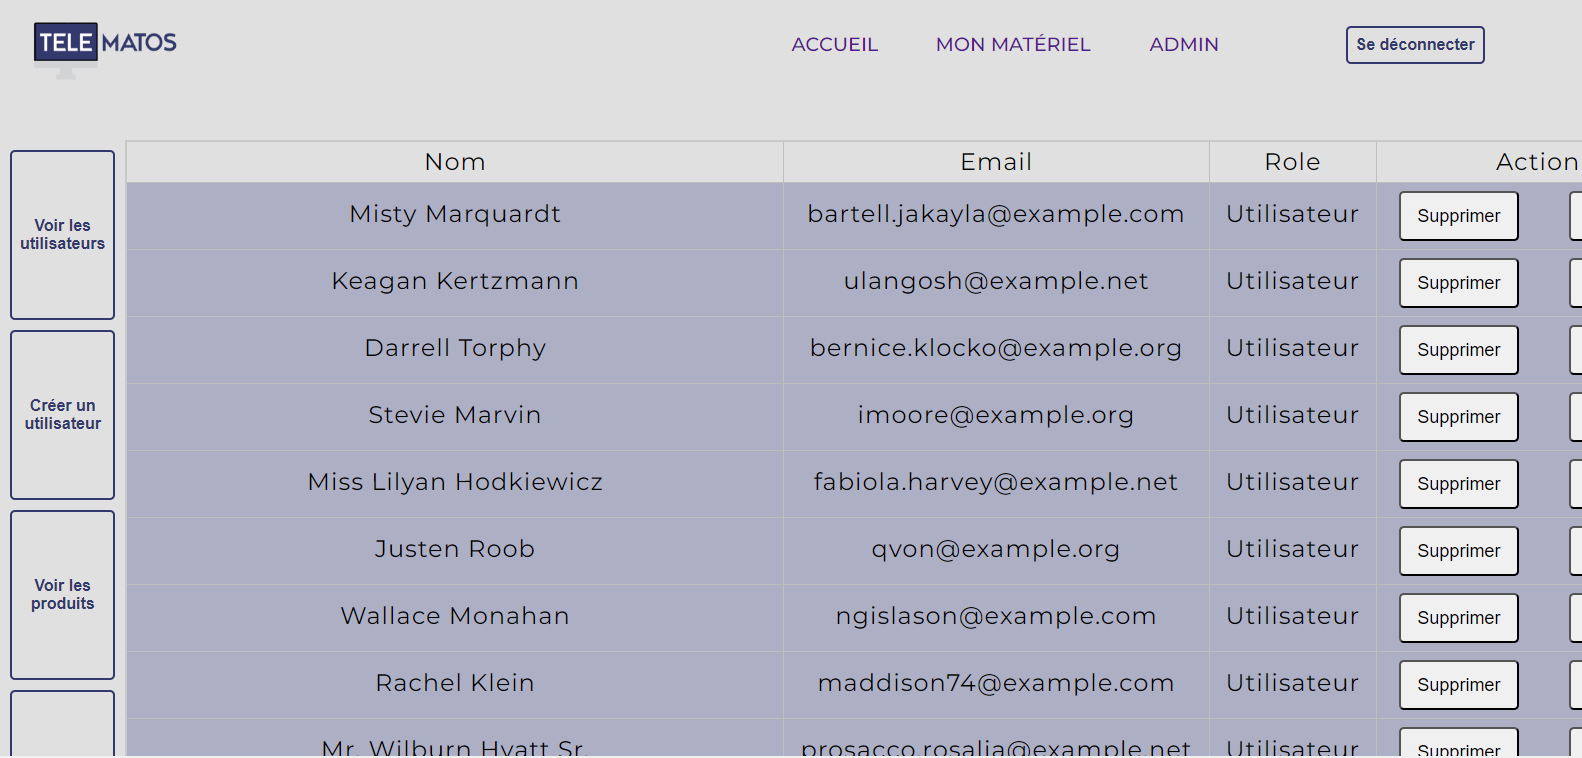 TELE MATOS
ACCUEIL MON MATÉRIEL ADMIN Se déconnecter
Voir les
utilisateurs
Créer un
utilisateur
Voir les
produits
Nom Email Role Action
Misty Marquardt bartell.jakayla@example.com Utilisateur Supprimer
Keagan Kertzmann ulangosh@example.net Utilisateur Supprimer
Darrell Torphy bernice.klocko@example.org Utilisateur Supprimer
Stevie Marvin imoore@example.org Utilisateur Supprimer
Miss Lilyan Hodkiewicz fabiola.harvey@example.net Utilisateur Supprimer
Justen Roob qvon@example.org Utilisateur Supprimer
Wallace Monahan ngislason@example.com Utilisateur Supprimer
Rachel Klein maddison74@example.com Utilisateur Supprimer
Mr. Wilburn Hyatt Sr. prosacco.rosalia@example.net Utilisateur Supprimer